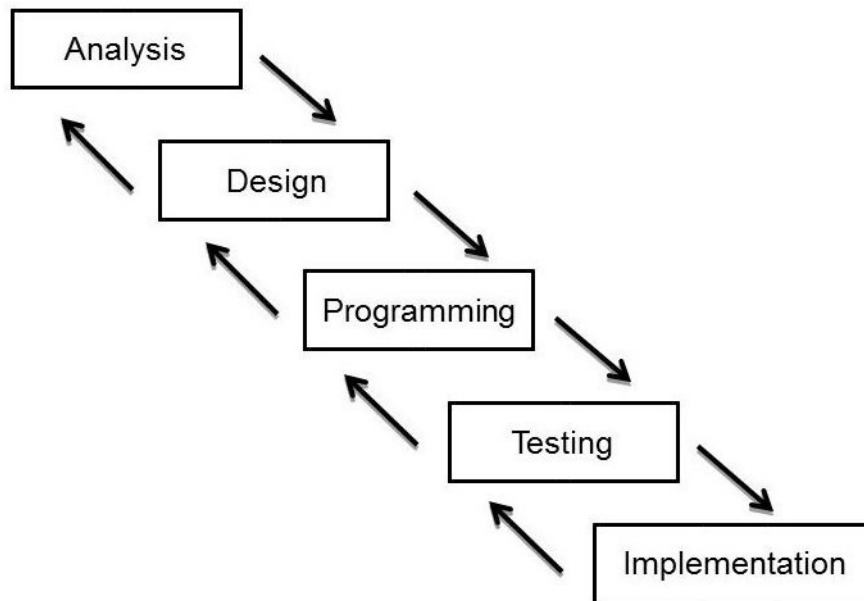 Analysis
Design
Programming
Testing
Implementation